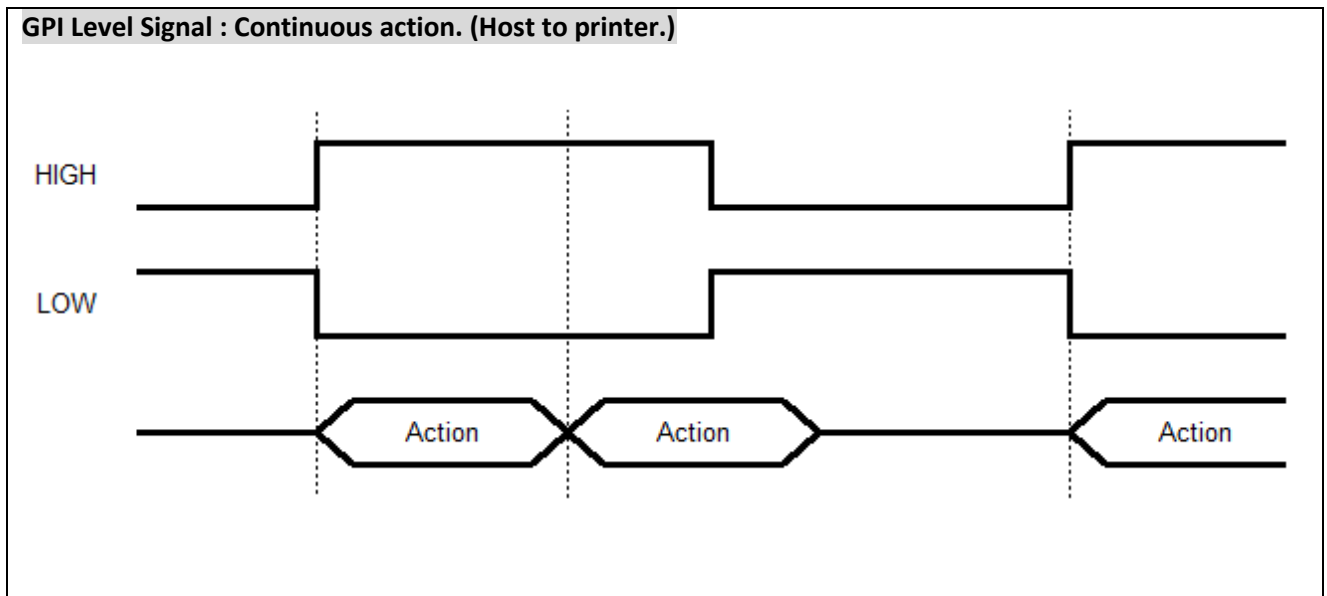 GPI Level Signal : Continuous action. (Host to printer.)
HIGH
LOW
Action Action Action